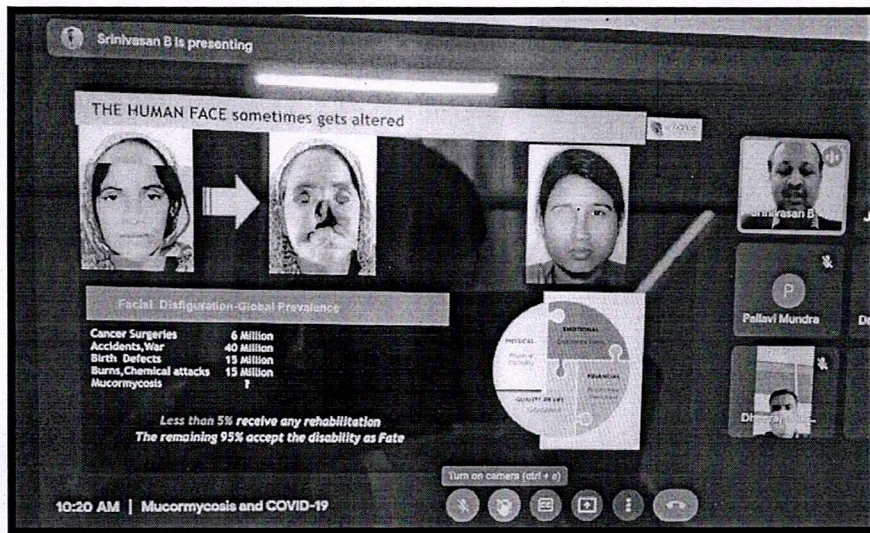 Srinivasan B is presenting
THE HUMAN FACE sometimes gets altered
Facial Disfiguration-Global Prevalence
Cancer Surgeries 6 Million
Accidents,War 40 Million
Birth Defects 15 Million
Burns,Chemical attacks 15 Million
Mucormycosis ?
Less than 5% receive any rehabilitation
The remaining 95% accept the disability as Fate
PHYSICAL
EMOTIONAL
FINANCIAL
QUALITY OF LIFE
Srinivasan B
P
Pallavi Mundra
Turn on camera (ctrl + e)
10:20 AM | Mucormycosis and COVID-19